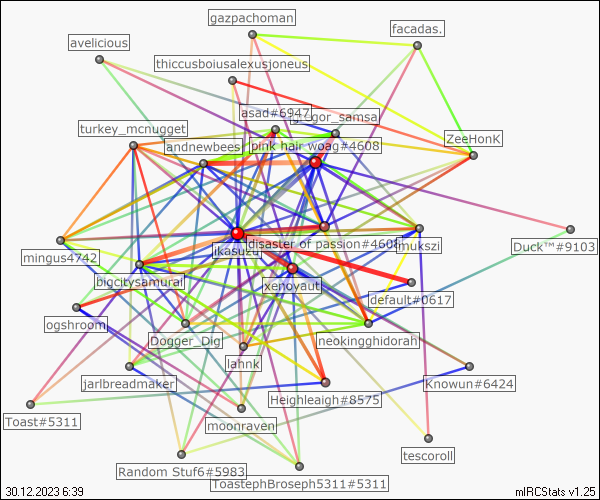 gazpachoman
facadas.
avelicious
thiccusboiusalexusjoneus
asad#6947
gregor_samsa
turkey_mcnugget
ZeeHonK
andnewbees
pink hair woag#4608
mingus4742
ikasuzu
disaster of passion#4608
Duck™#9103
bigcitysamurai
xenovaut
default#0617
ogshroom
Dogger_Dig
neokingghidorah
lahnk
jarlbreadmaker
Knowun#6424
Heighleaigh#8575
Toast#5311
moonraven
tescoroll
Random Stuf6#5983
ToastephBroseph5311#5311
30.12.2023 6:39
mIRCStats v1.25